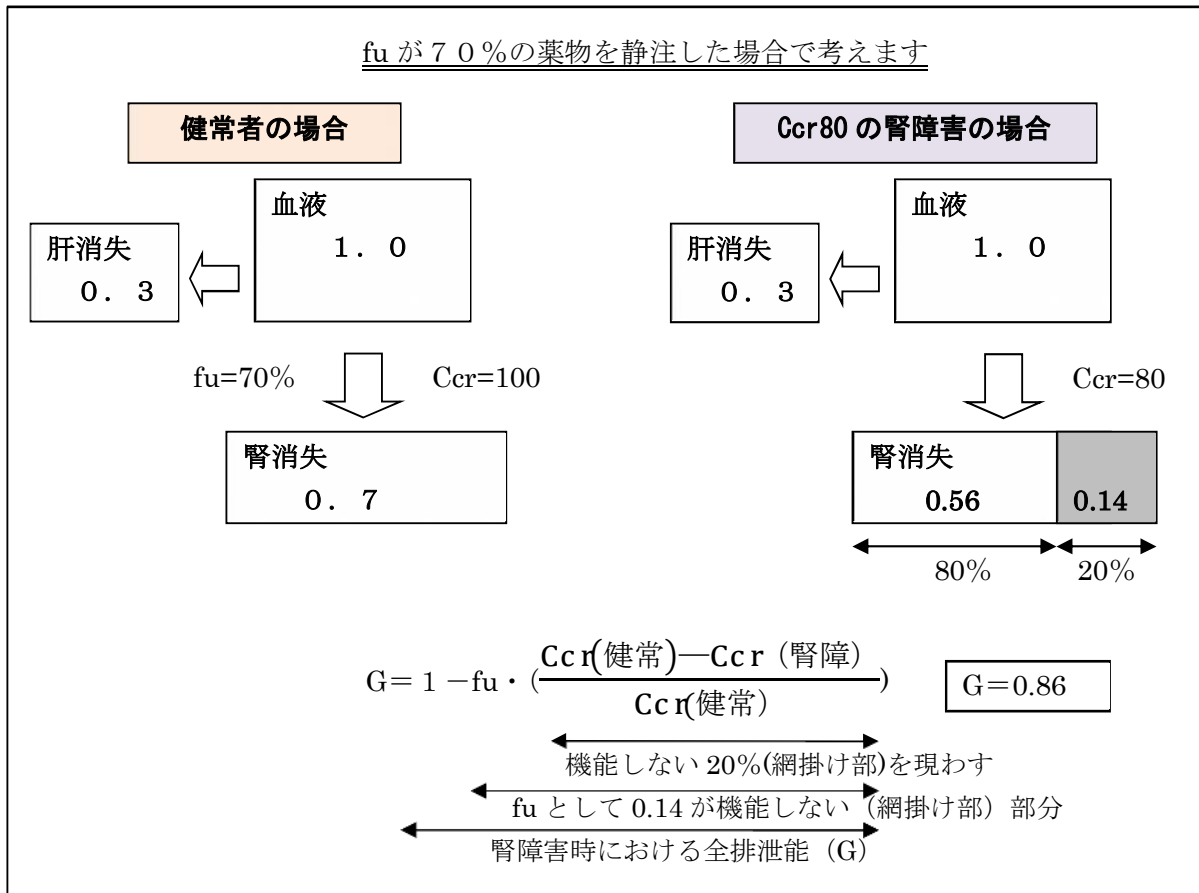 fu が７０％の薬物を静注した場合で考えます
健常者の場合
血液
１．０
肝消失
０．３
fu=70%
Ccr=100
腎消失
０．７
Ccr80 の腎障害の場合
血液
１．０
肝消失
０．３
Ccr=80
腎消失
0.56
0.14
80%
20%
G＝１－fu・(
Ccr(健常)―Ccr（腎障）
Ccr(健常）
)
G＝0.86
機能しない 20%(網掛け部)を現わす
fu として 0.14 が機能しない（網掛け部）部分
腎障害時における全排泄能（G）